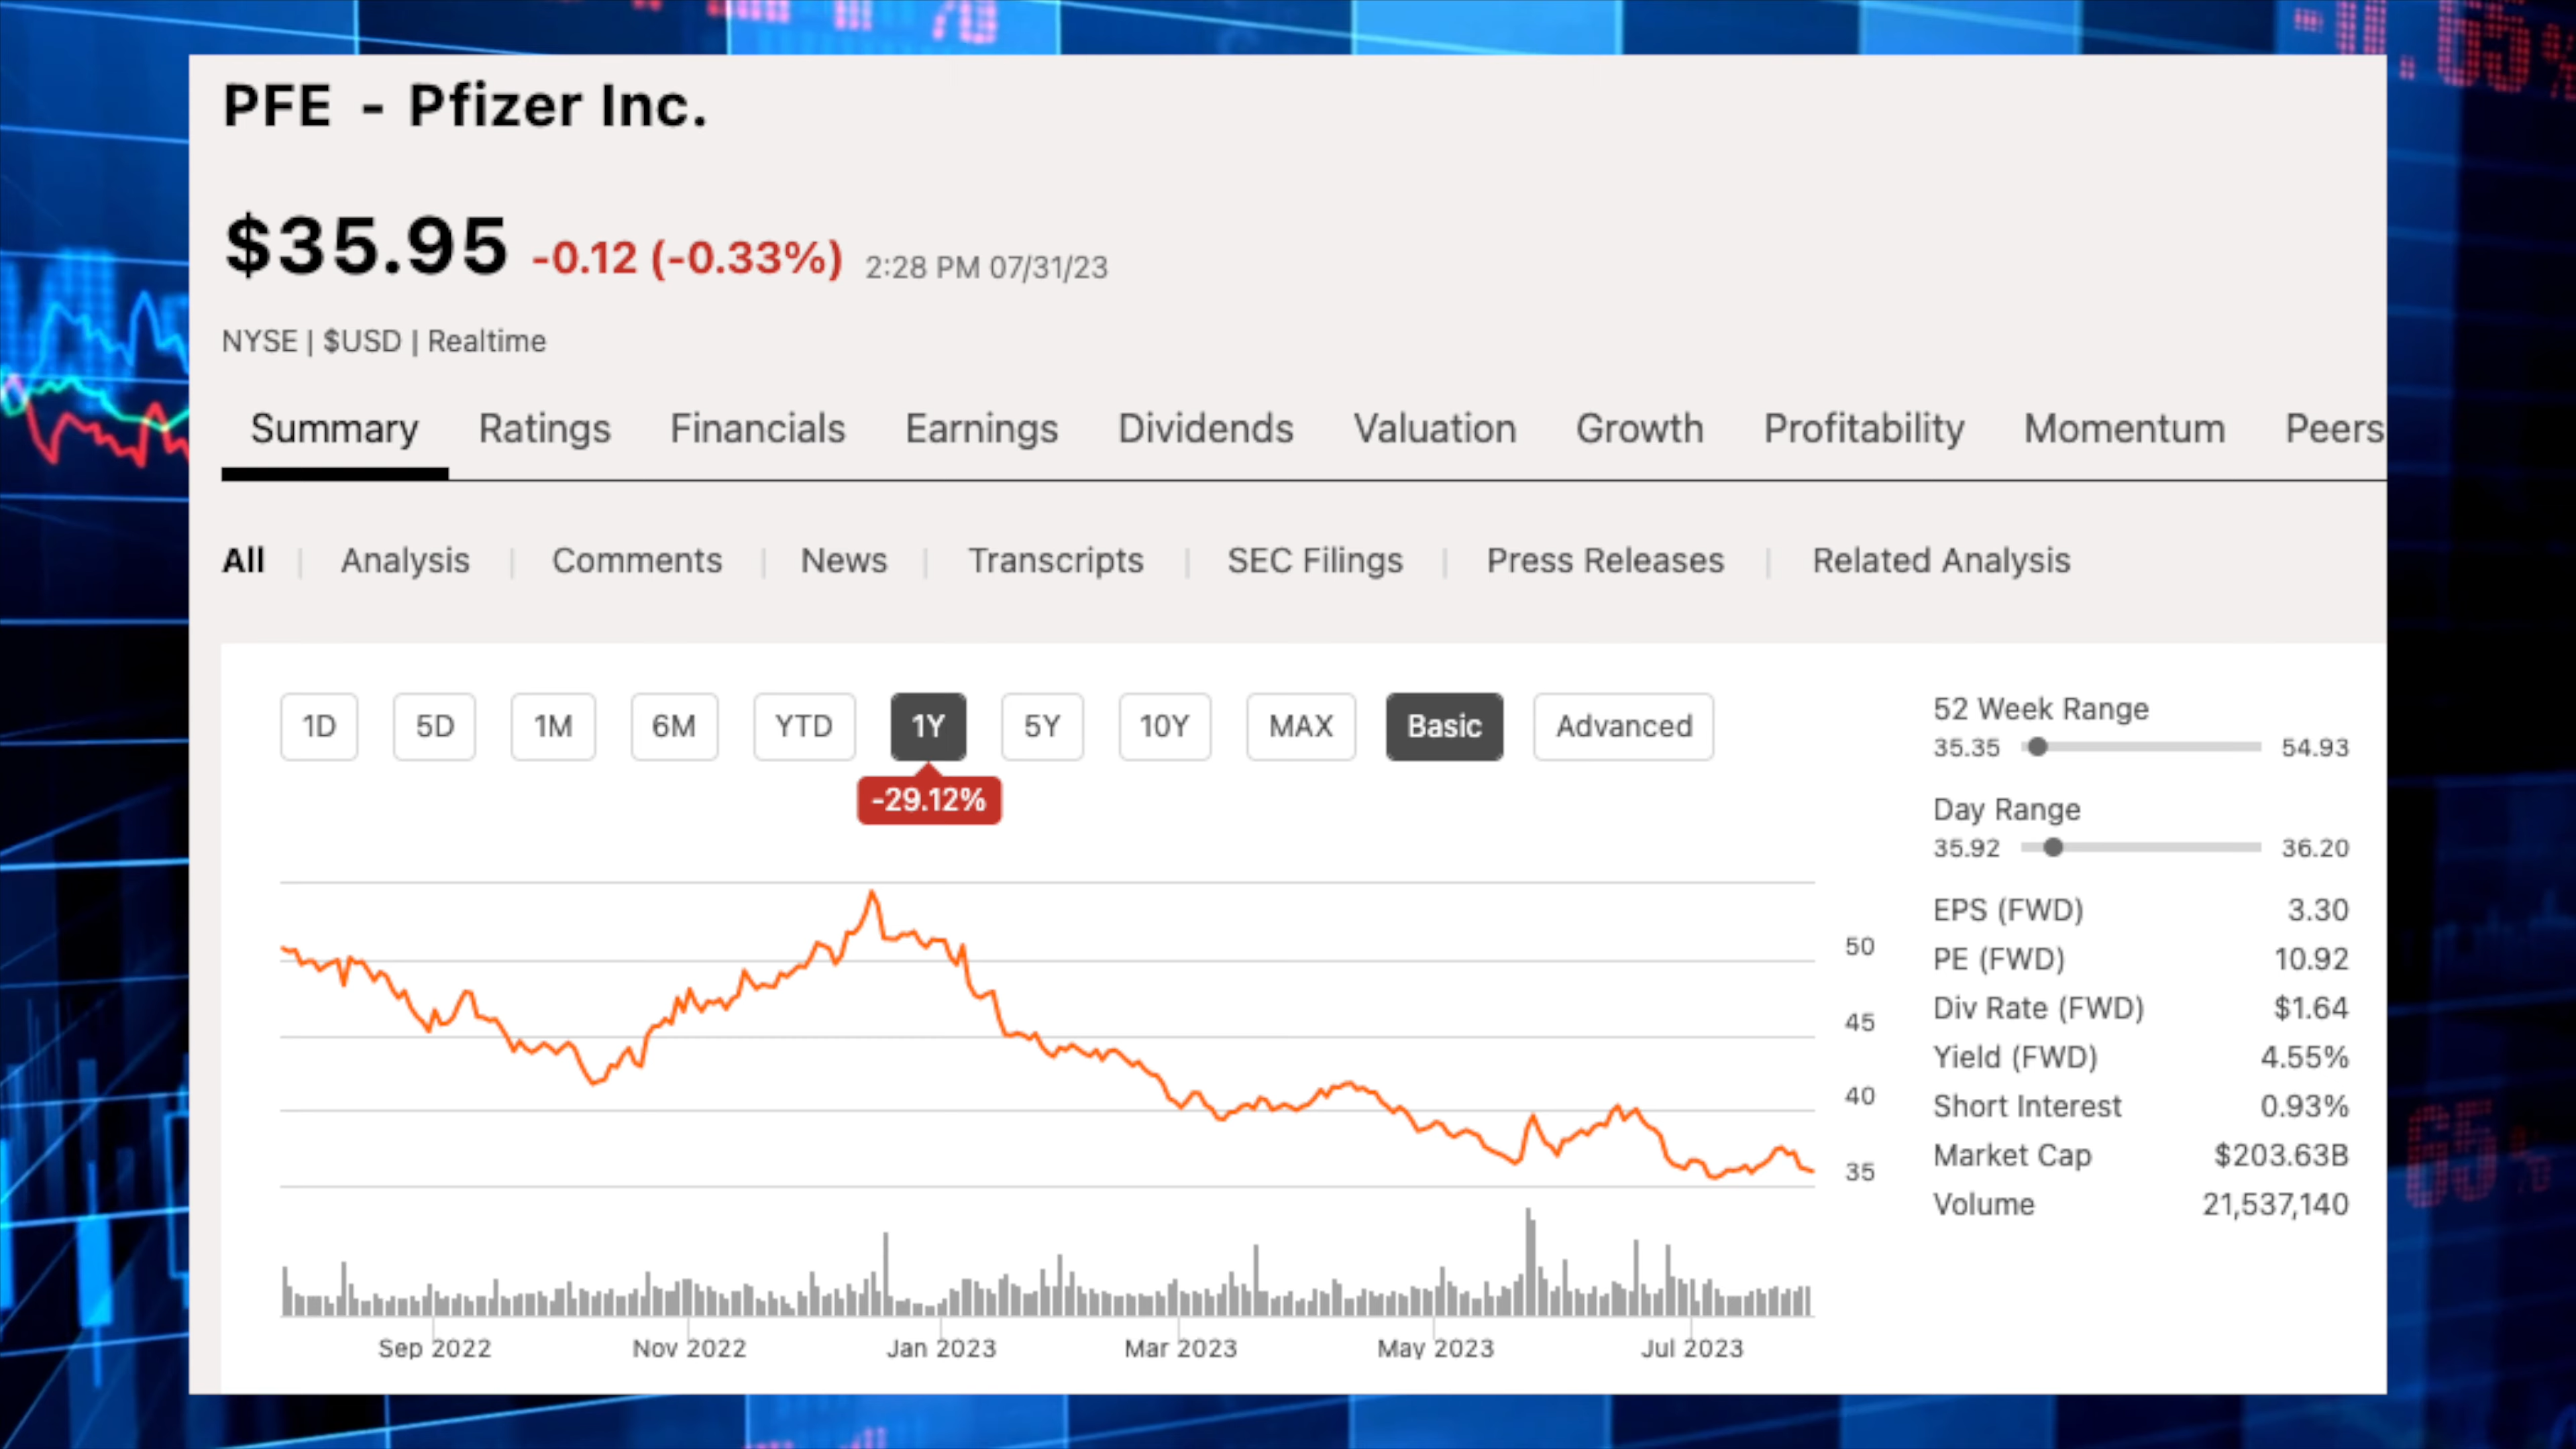 PFE - Pfizer Inc.
$35.95 -0.12 (-0.33%) 2:28 PM 07/31/23
NYSE | $USD | Realtime
Summary Ratings Financials Earnings Dividends Valuation Growth Profitability Momentum Peers
All | Analysis | Comments | News | Transcripts | SEC Filings | Press Releases | Related Analysis
1D 5D 1M 6M YTD 1Y 5Y 10Y MAX Basic Advanced
-29.12%
50
45
40
35
Sep 2022 Nov 2022 Jan 2023 Mar 2023 May 2023 Jul 2023
52 Week Range
35.35 54.93
Day Range
35.92 36.20
EPS (FWD) 3.30
PE (FWD) 10.92
Div Rate (FWD) $1.64
Yield (FWD) 4.55%
Short Interest 0.93%
Market Cap $203.63B
Volume 21,537,140